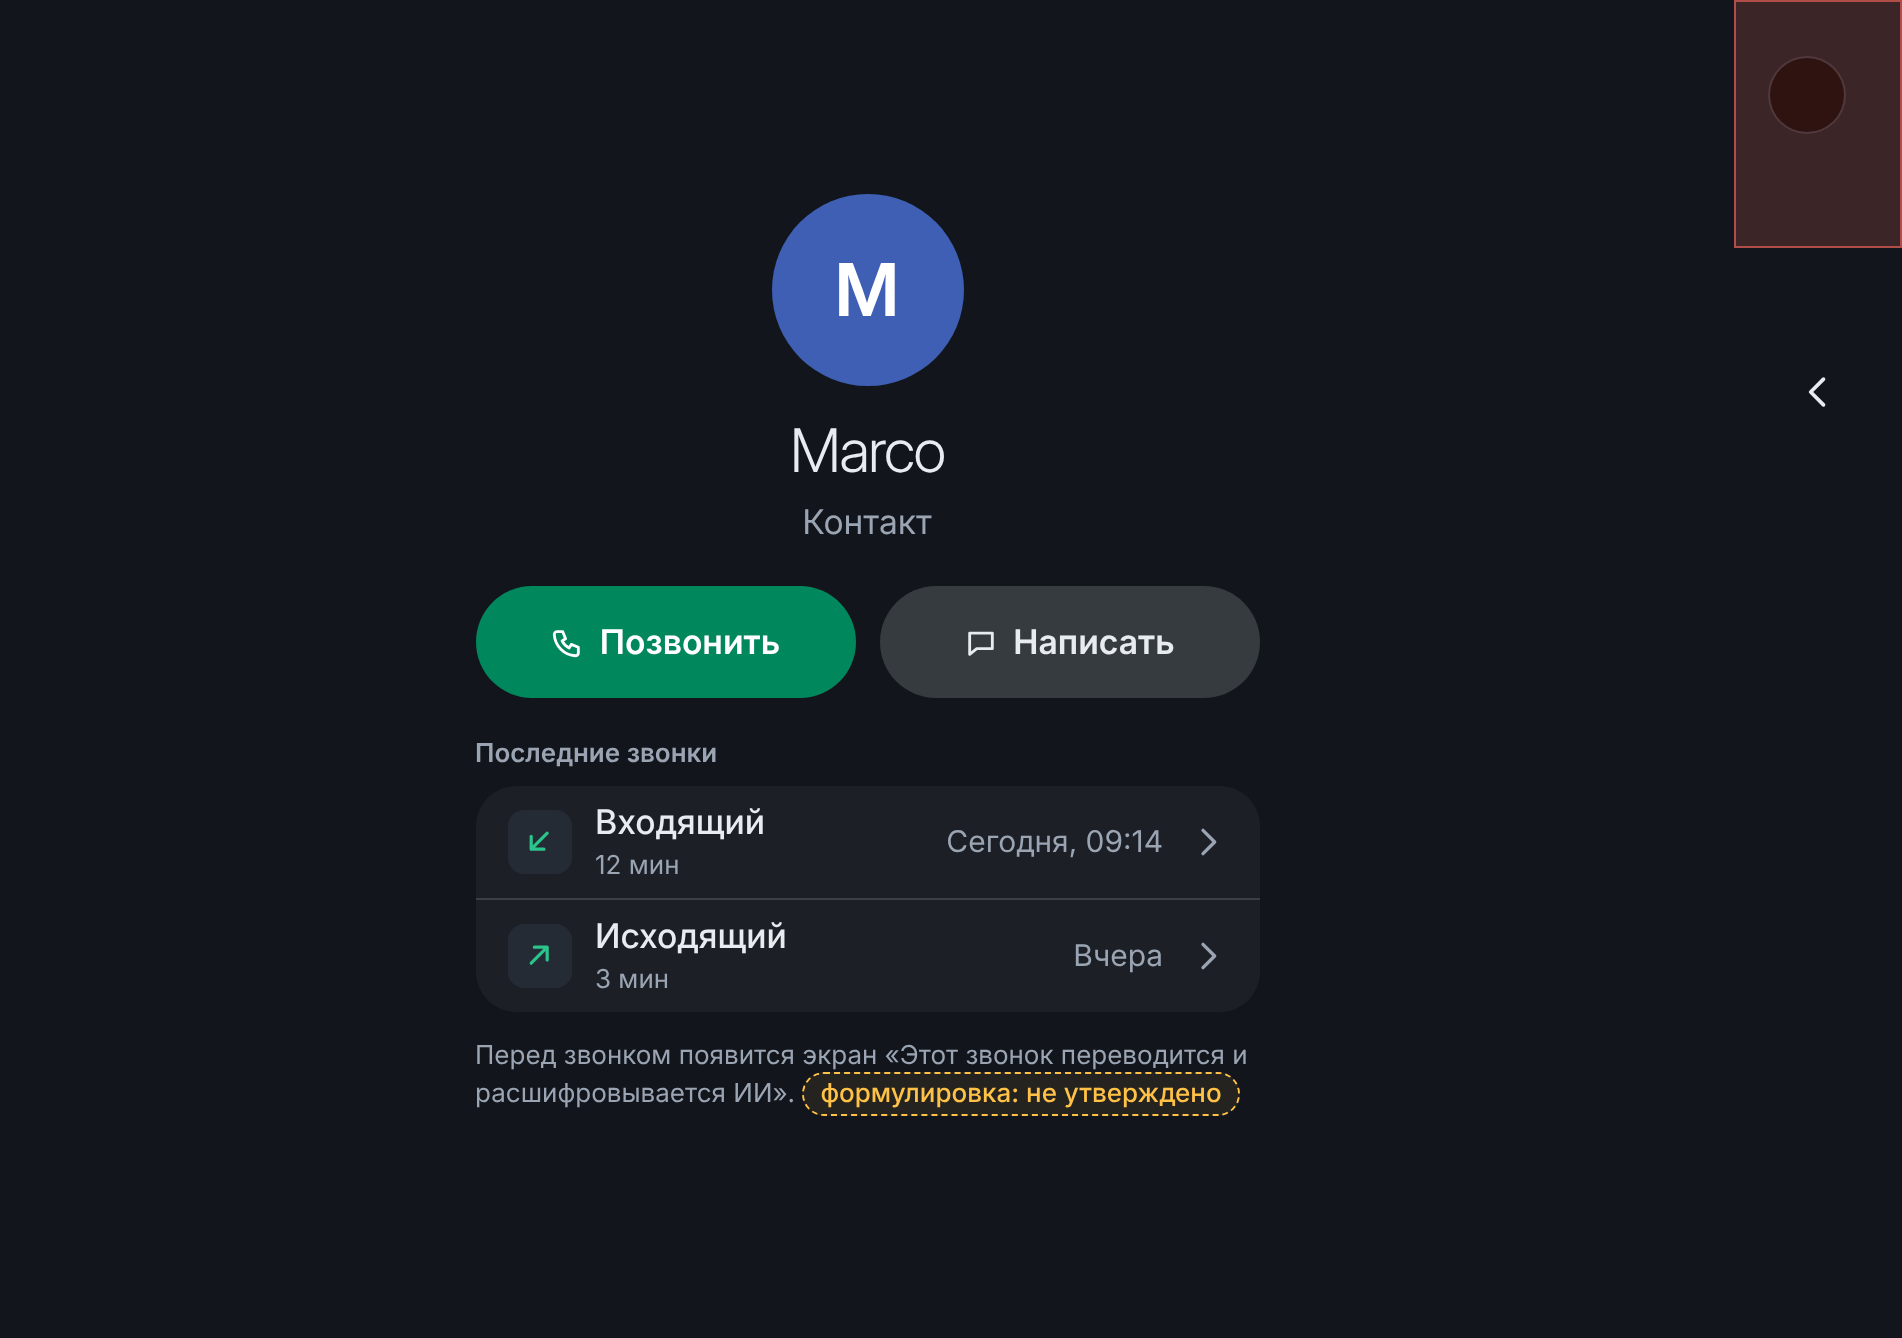 M
Marco
Контакт
Позвонить
Написать
Последние звонки
Входящий
12 мин
Сегодня, 09:14
Исходящий
3 мин
Вчера
Перед звонком появится экран «Этот звонок переводится и
расшифровывается ИИ». формулировка: не утверждено